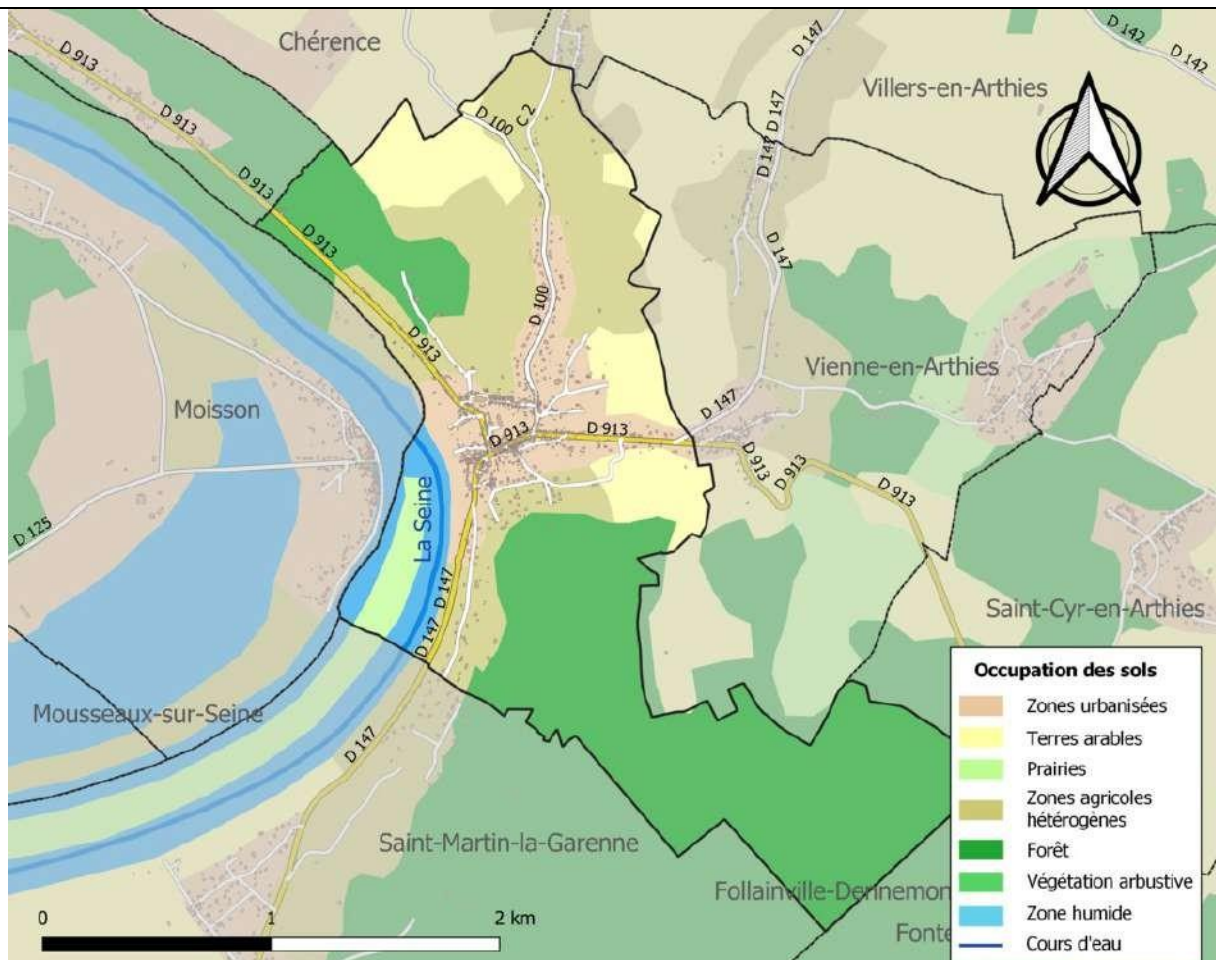 Chérence
D 913
D 147
D 142
D 142
Villers-en-Arthies
D 913
D 100
C 2
D 147
D 142
D 913
D 913
D 147
D 913
D 100
D 913
Vienne-en-Arthies
Moisson
D 147
D 913
D 913
D 913
D 913
D 913
La Seine
D 125
D 147
D 147
Saint-Cyr-en-Arthies
Mousseaux-sur-Seine
D 147
Saint-Martin-la-Garenne
Follainville-Dennemon
Fonte
0
1
2 km
Occupation des sols
Zones urbanisées
Terres arables
Prairies
Zones agricoles
hétérogènes
Forêt
Végétation arbustive
Zone humide
Cours d'eau